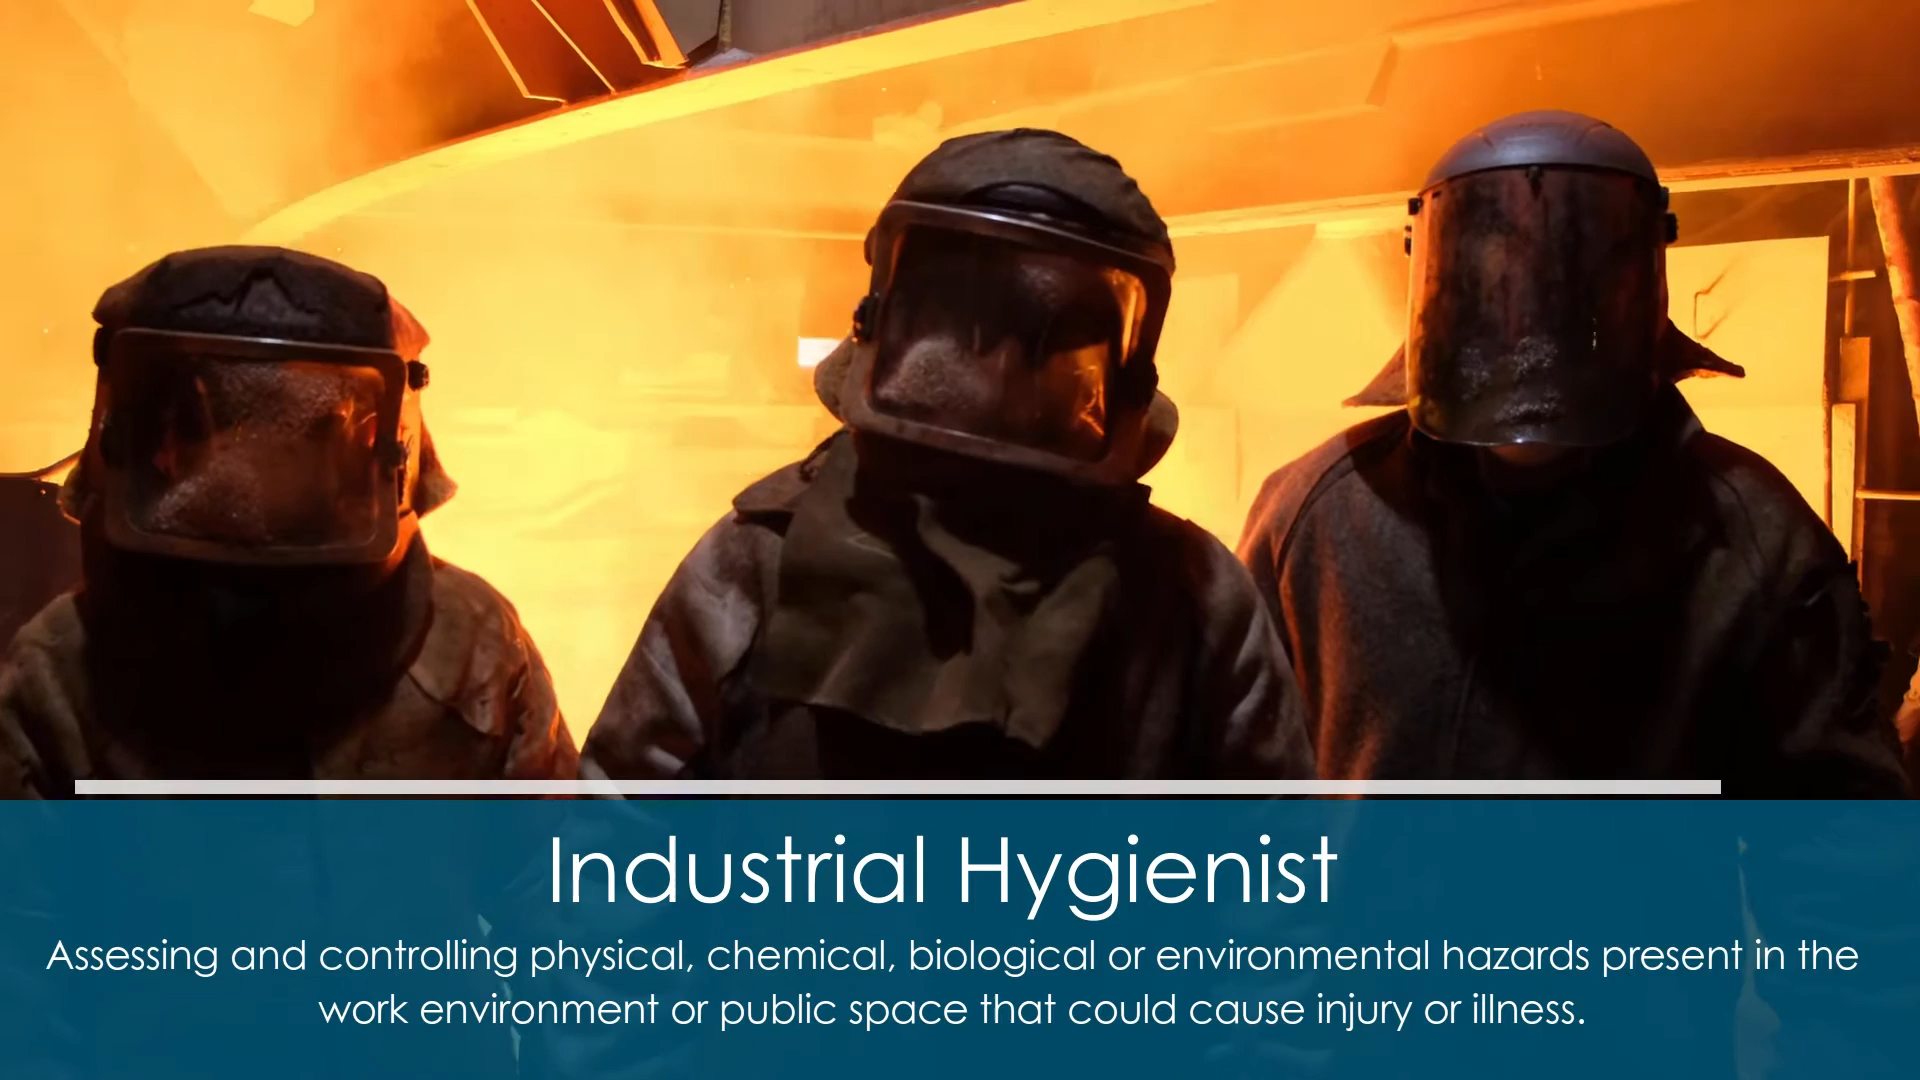 Industrial Hygienist
Assessing and controlling physical, chemical, biological or environmental hazards present in the
work environment or public space that could cause injury or illness.